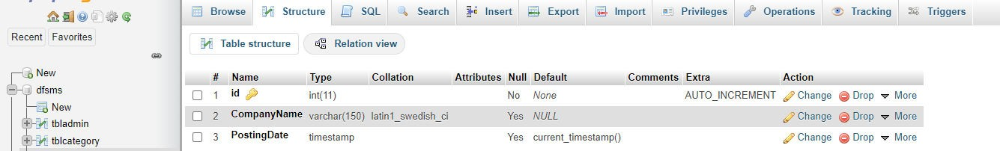 Browse Structure SQL Search Insert Export Import Privileges Operations Tracking Triggers
Recent Favorites
Table structure Relation view
New
dfsms
New
tbladmin
tblcategory
# Name Type Collation Attributes Null Default Comments Extra Action
1 id int(11) No None AUTO_INCREMENT Change Drop More
2 CompanyName varchar(150) latin1_swedish_ci Yes NULL Change Drop More
3 PostingDate timestamp Yes current_timestamp() Change Drop More